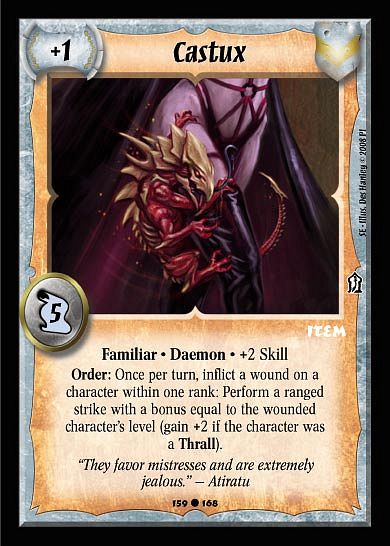 +1
Castux
SE · Illus. Des Hanley © 2008 PI
5
ITEM
Familiar • Daemon • +2 Skill
Order: Once per turn, inflict a wound on a
character within one rank: Perform a ranged
strike with a bonus equal to the wounded
character's level (gain +2 if the character was
a Thrall).
"They favor mistresses and are extremely
jealous." – Atiratu
159 ● 168